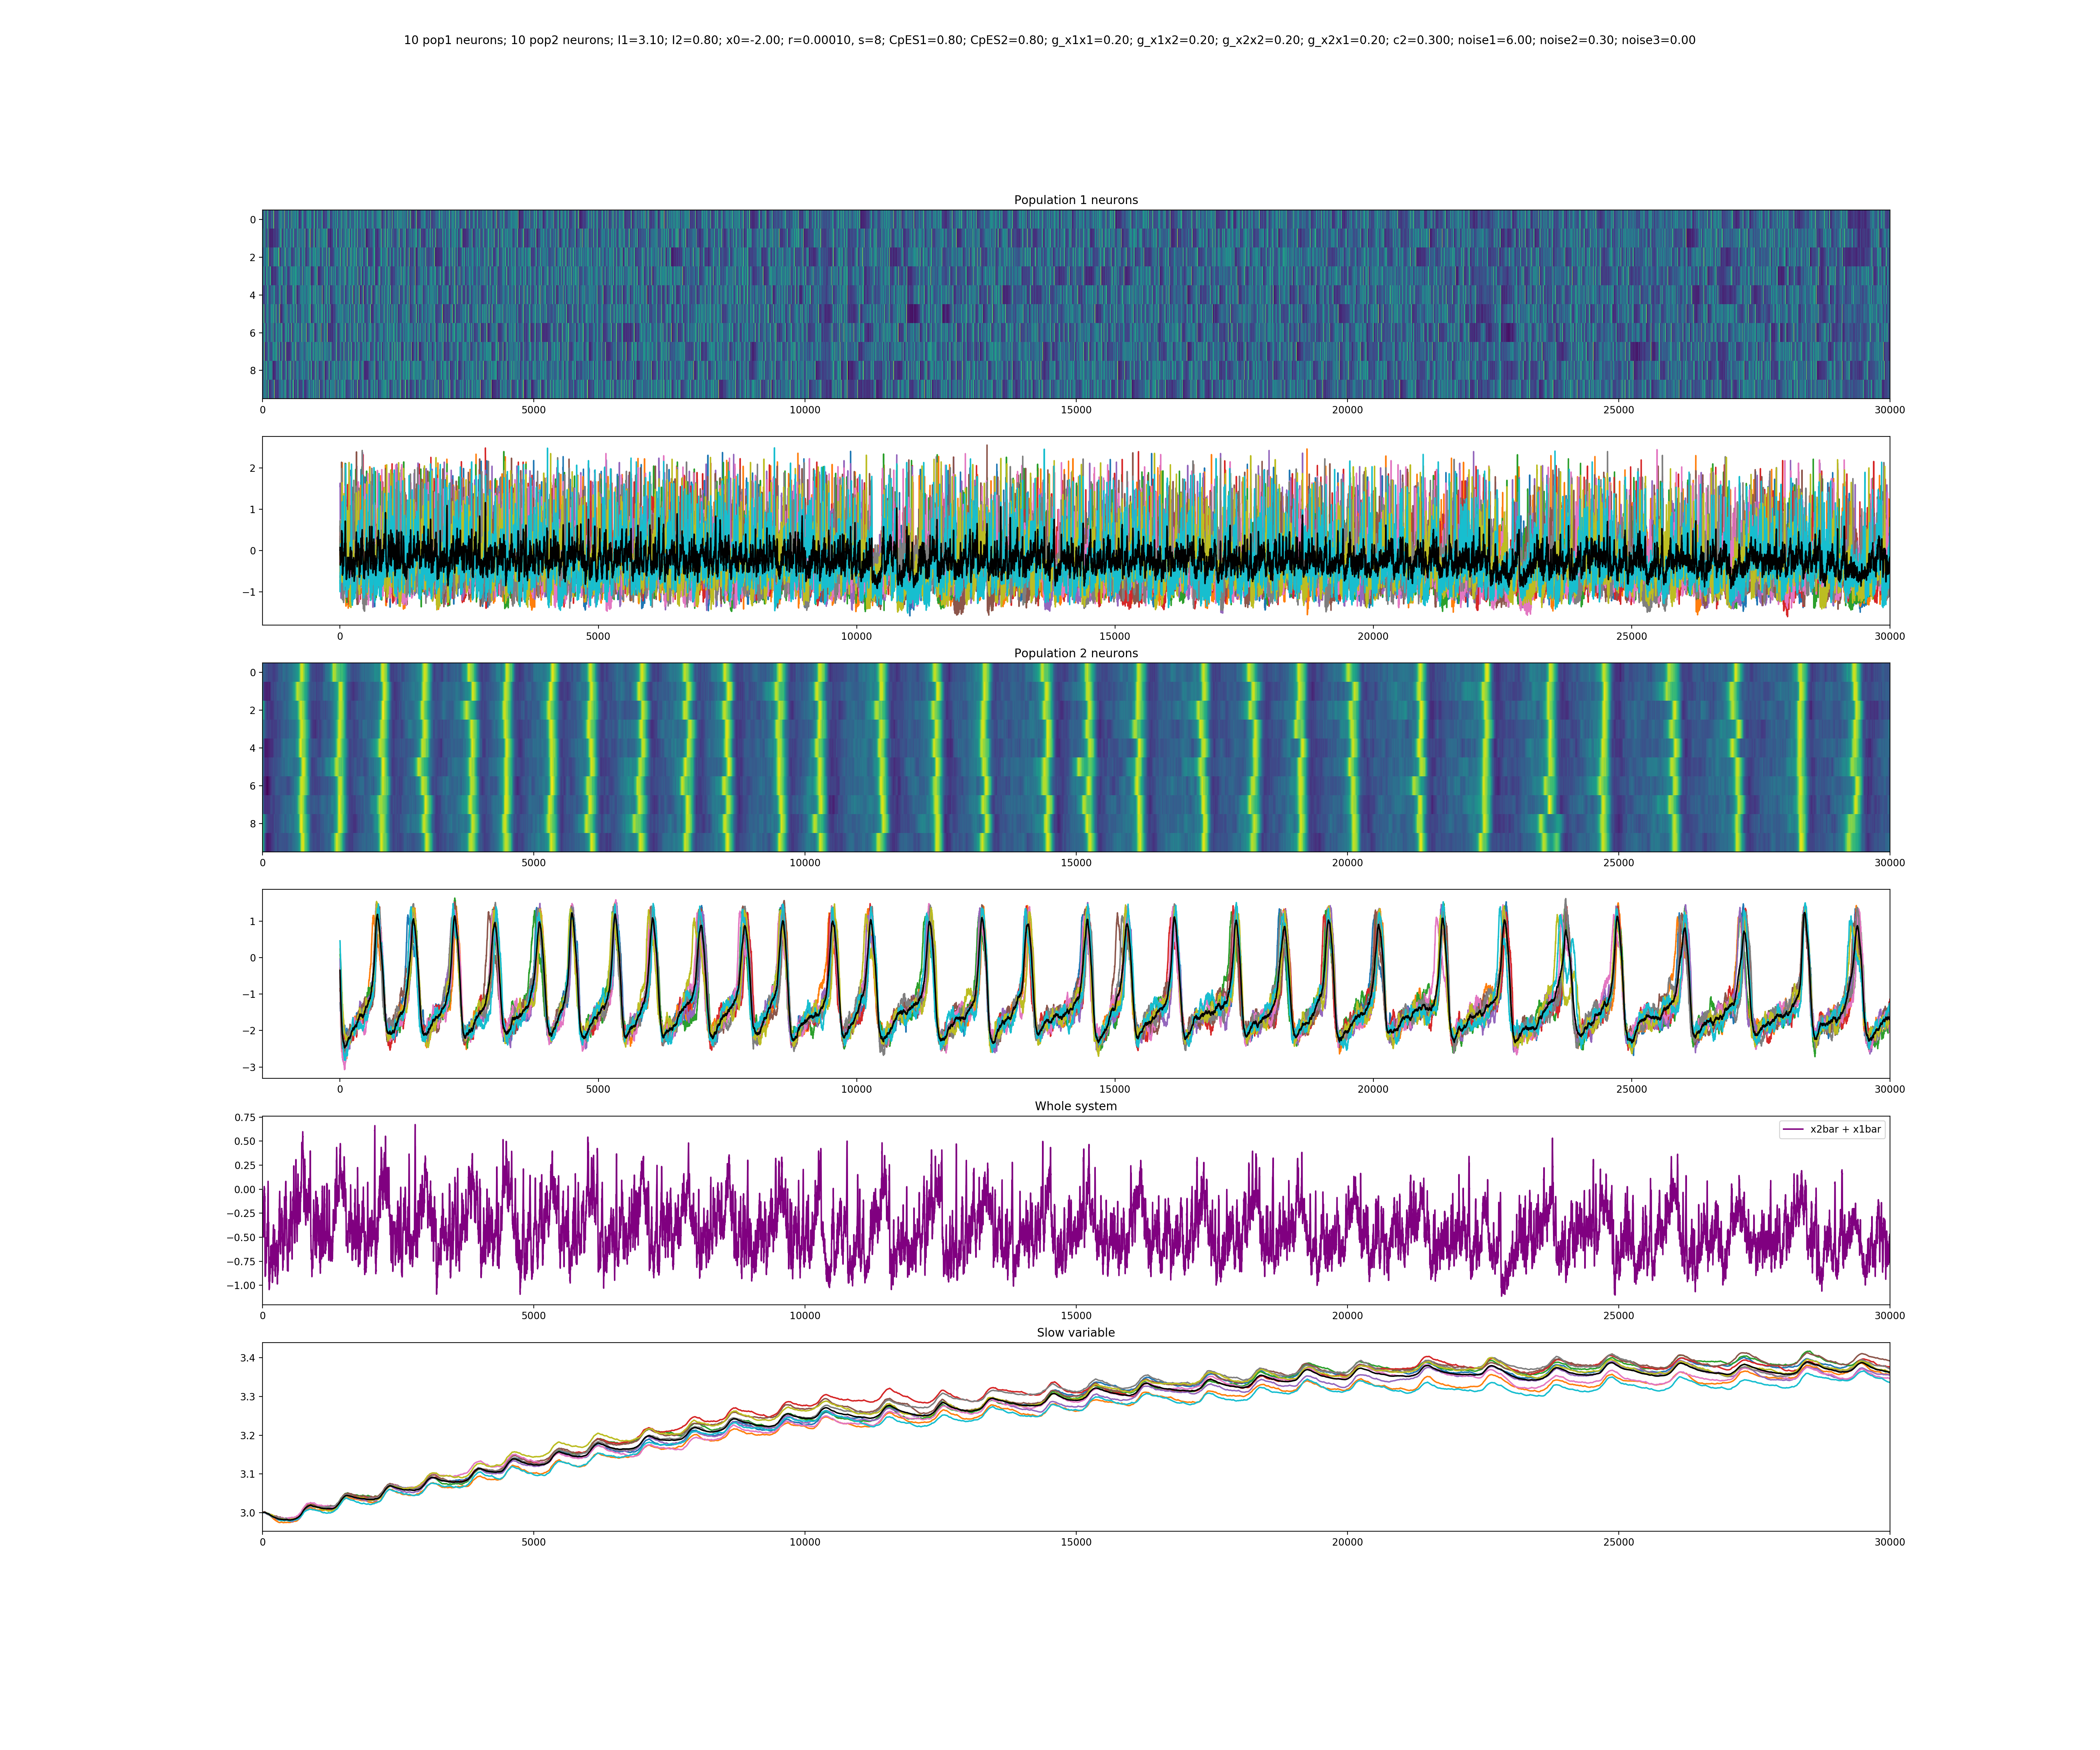 10 pop1 neurons; 10 pop2 neurons; I1=3.10; I2=0.80; x0=-2.00; r=0.00010, s=8; CpES1=0.80; CpES2=0.80; g_x1x1=0.20; g_x1x2=0.20; g_x2x2=0.20; g_x2x1=0.20; c2=0.300; noise1=6.00; noise2=0.30; noise3=0.00
Population 1 neurons
0
2
4
6
8
0 5000 10000 15000 20000 25000 30000
2
1
0
−1
0 5000 10000 15000 20000 25000 30000
Population 2 neurons
0
2
4
6
8
0 5000 10000 15000 20000 25000 30000
1
0
−1
−2
−3
0 5000 10000 15000 20000 25000 30000
Whole system
x2bar + x1bar
0.75
0.50
0.25
0.00
−0.25
−0.50
−0.75
−1.00
0 5000 10000 15000 20000 25000 30000
Slow variable
3.4
3.3
3.2
3.1
3.0
0 5000 10000 15000 20000 25000 30000